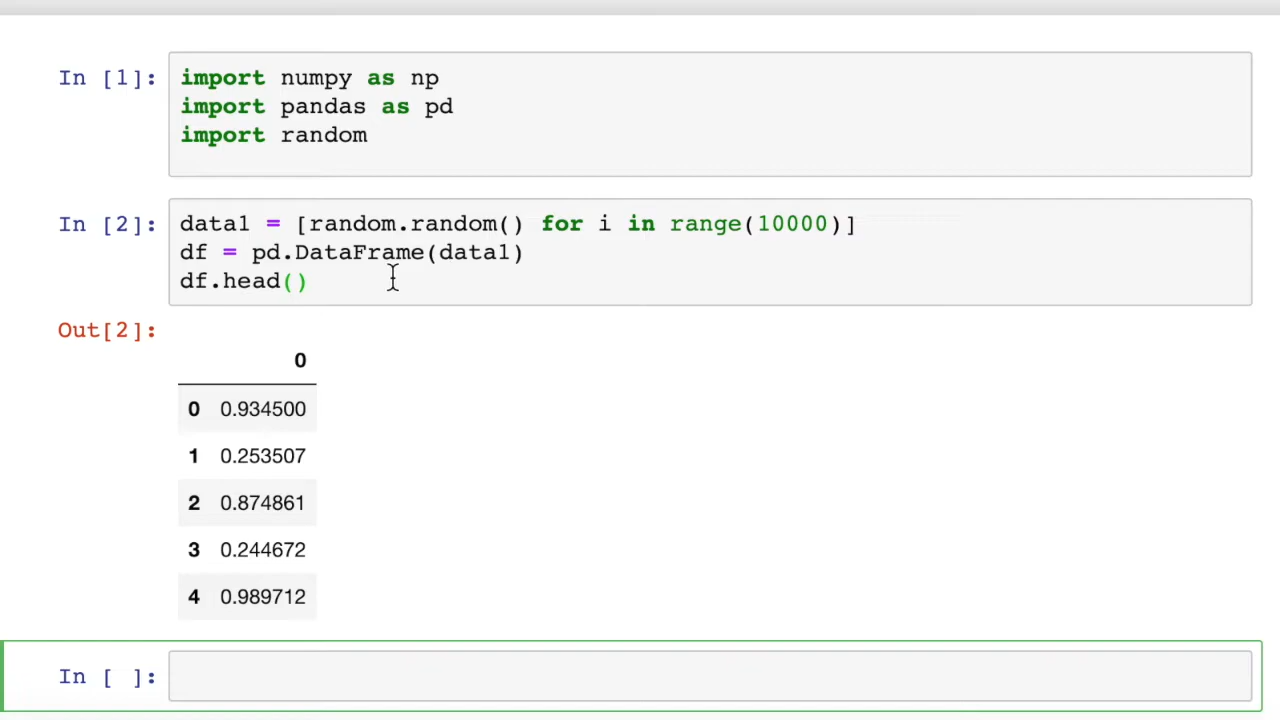 In [1]:
import numpy as np
import pandas as pd
import random
In [2]:
data1 = [random.random() for i in range(10000)]
df = pd.DataFrame(data1)
df.head()
Out[2]:
0
0 0.934500
1 0.253507
2 0.874861
3 0.244672
4 0.989712
In [ ]: